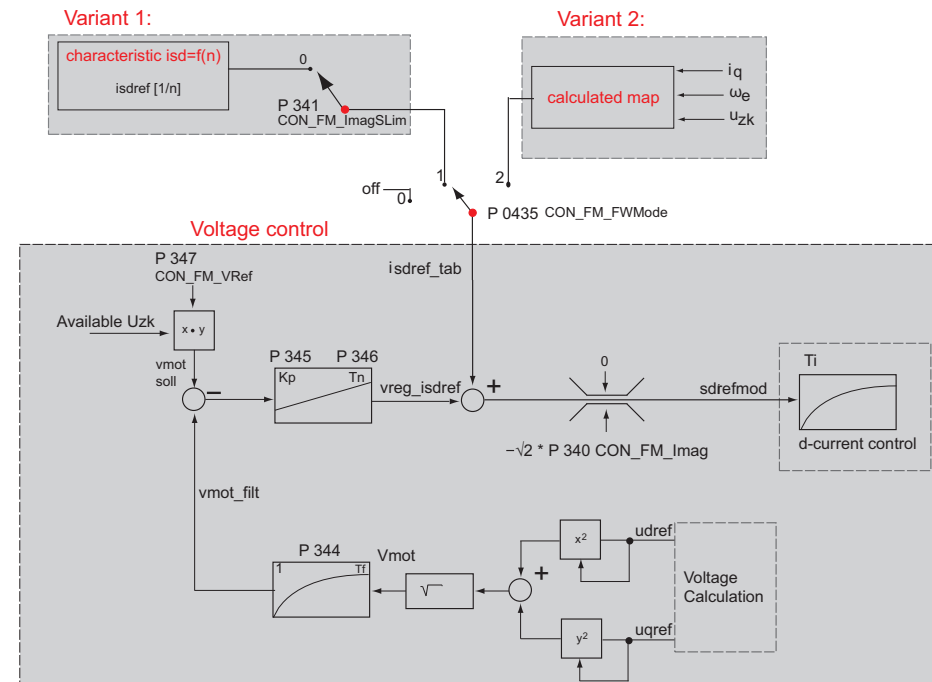 Variant 1:
Variant 2:
characteristic isd=f(n)
isdref [1/n]
0
P 341
CON_FM_ImagSLim
calculated map
iq
ωe
uzk
off
0
1
2
P 0435 CON_FM_FWMode
Voltage control
P 347
CON_FM_VRef
isdref_tab
Available Uzk
x • y
vmot
soll
−
P 345
P 346
Kp
Tn
vreg_isdref
+
0
−√2 * P 340 CON_FM_Imag
sdrefmod
Ti
d-current control
vmot_filt
P 344
1
Tf
Vmot
√
+
x²
udref
Voltage
Calculation
y²
uqref